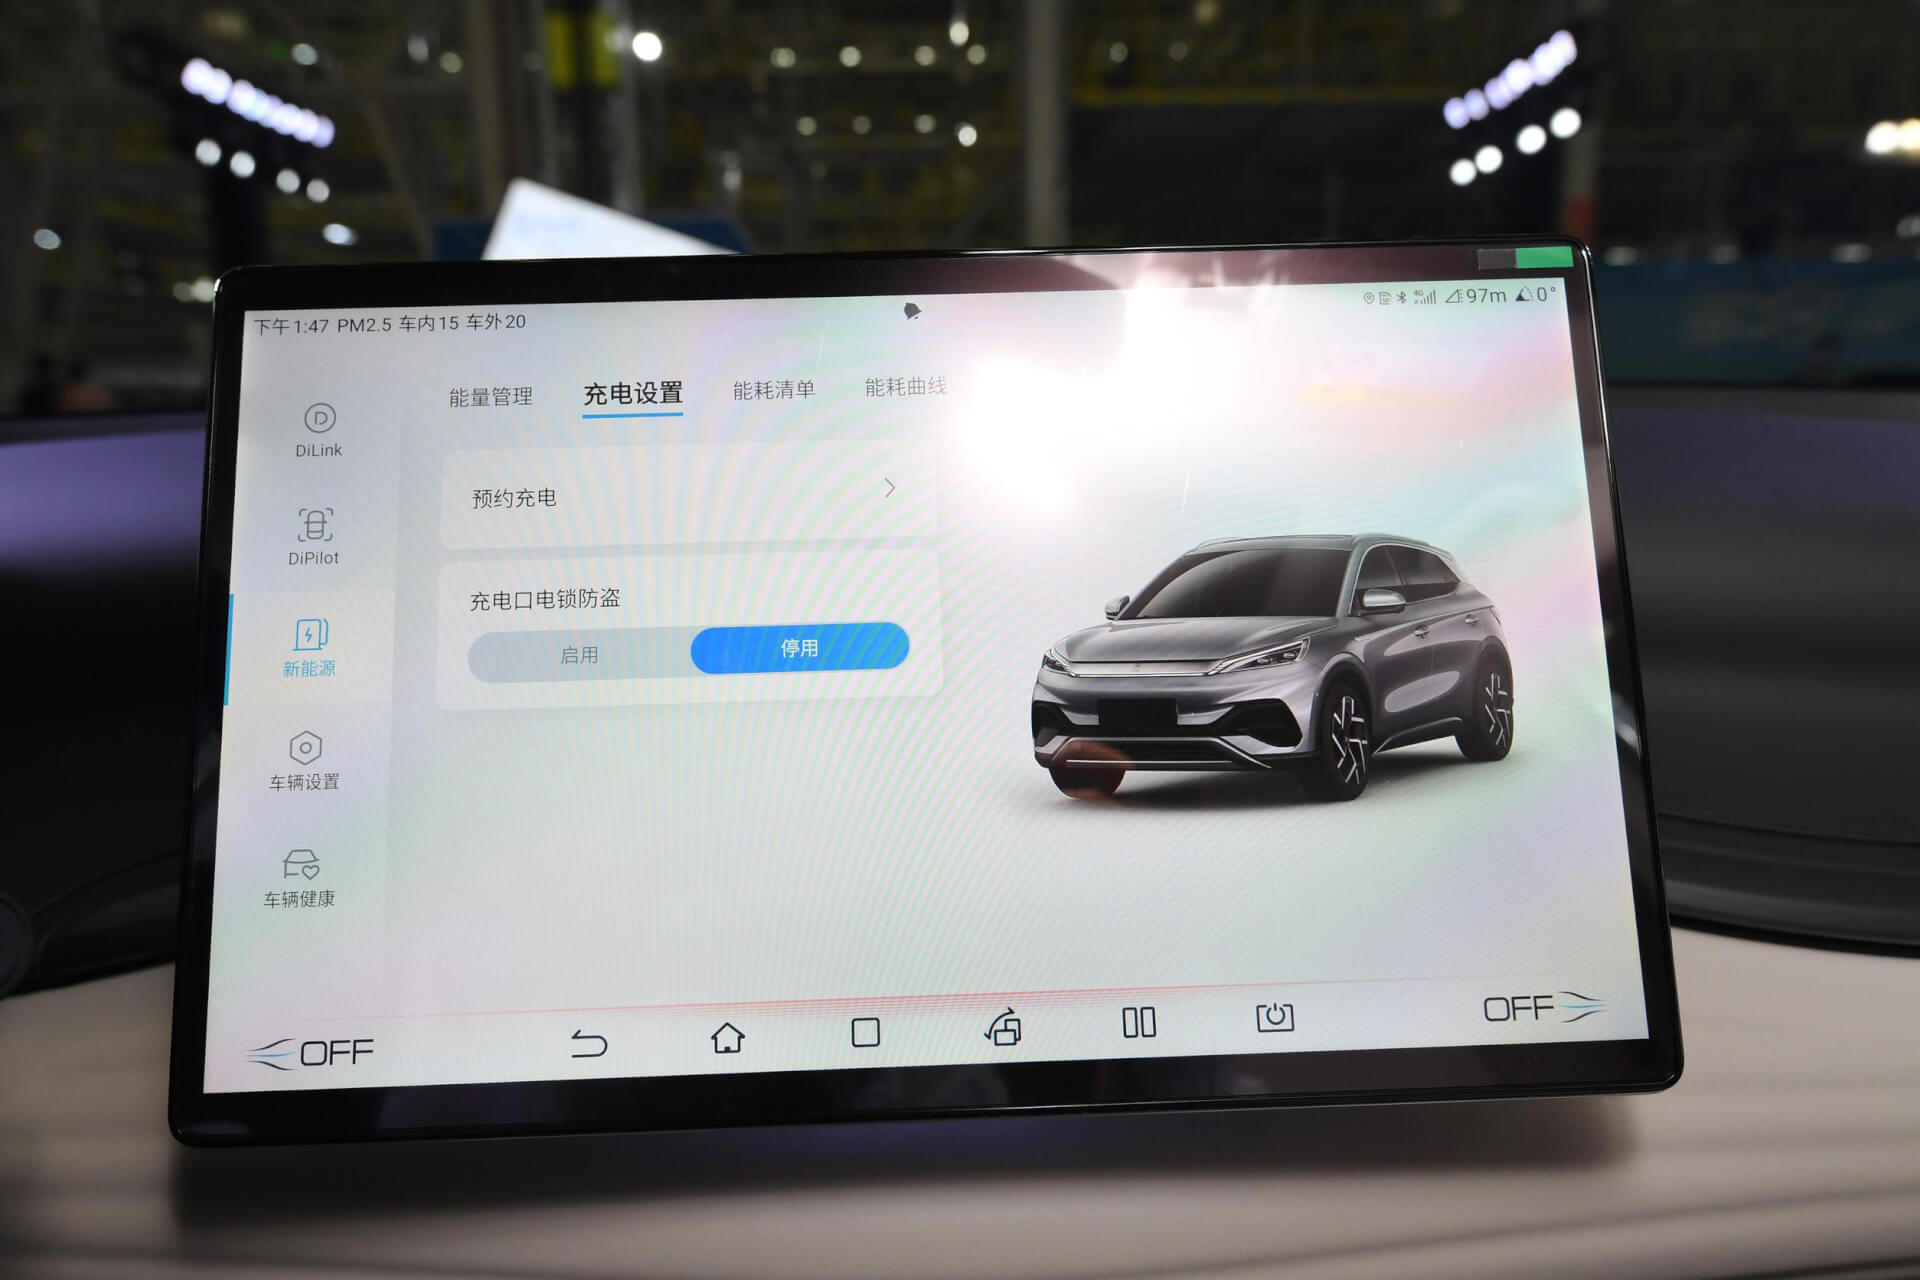 下午1:47 PM2.5 车内15 车外20
4G 97m 0°
能量管理 充电设置 能耗清单 能耗曲线
DiLink
DiPilot
新能源
车辆设置
车辆健康
预约充电
充电口电锁防盗
启用 停用
OFF
OFF